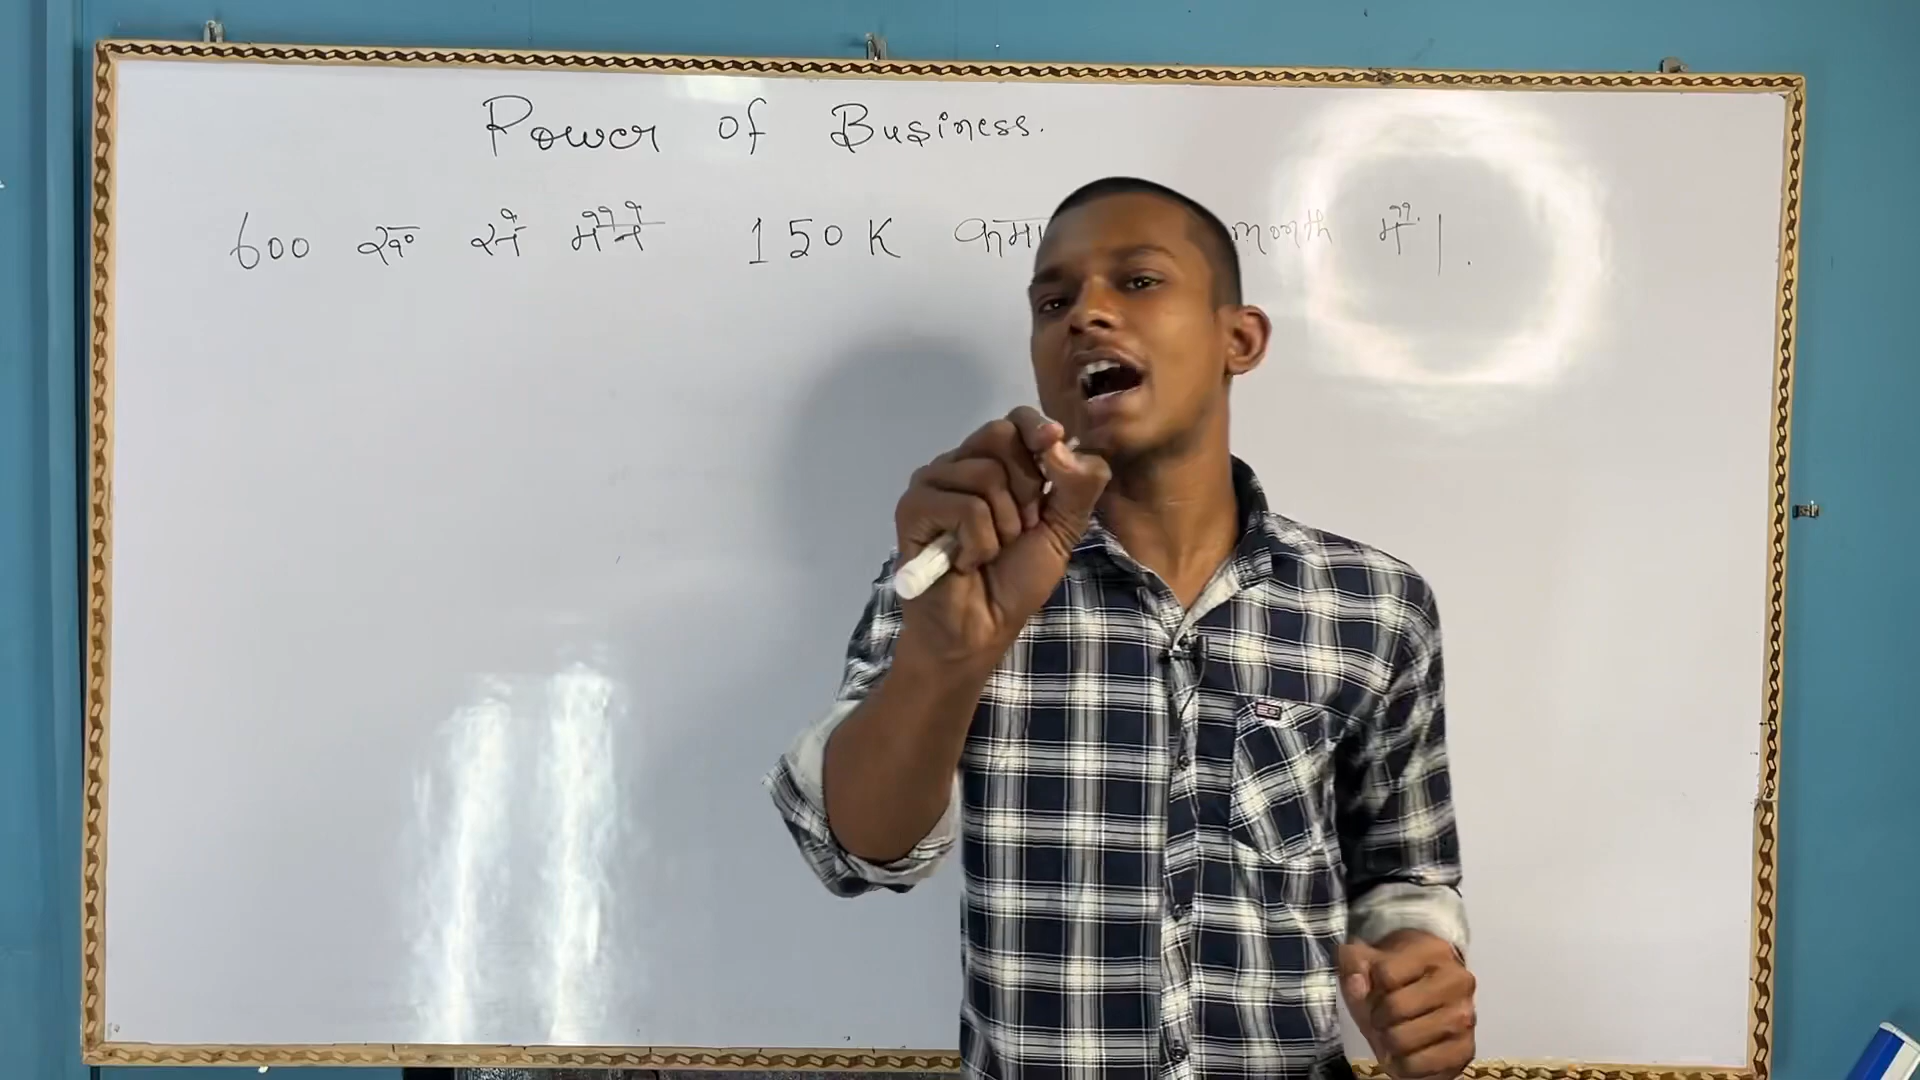 Power of Business.
600 रु० से मैंने 150K कमा month में।.